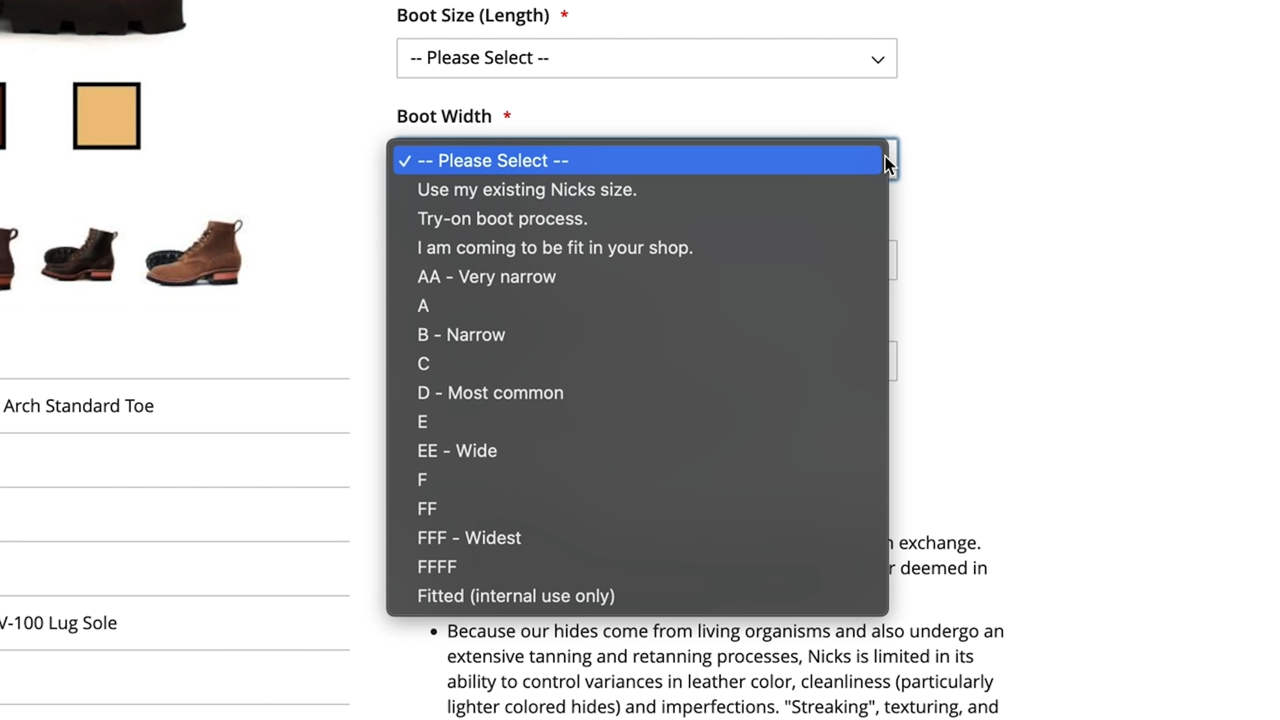 Boot Size (Length) *
-- Please Select --
Boot Width *
✓ -- Please Select --
Use my existing Nicks size.
Try-on boot process.
I am coming to be fit in your shop.
AA - Very narrow
A
B - Narrow
C
D - Most common
E
EE - Wide
F
FF
FFF - Widest
FFFF
Fitted (internal use only)
Arch Standard Toe
V-100 Lug Sole
exchange.
deemed in
• Because our hides come from living organisms and also undergo an
extensive tanning and retanning processes, Nicks is limited in its
ability to control variances in leather color, cleanliness (particularly
lighter colored hides) and imperfections. "Streaking", texturing, and